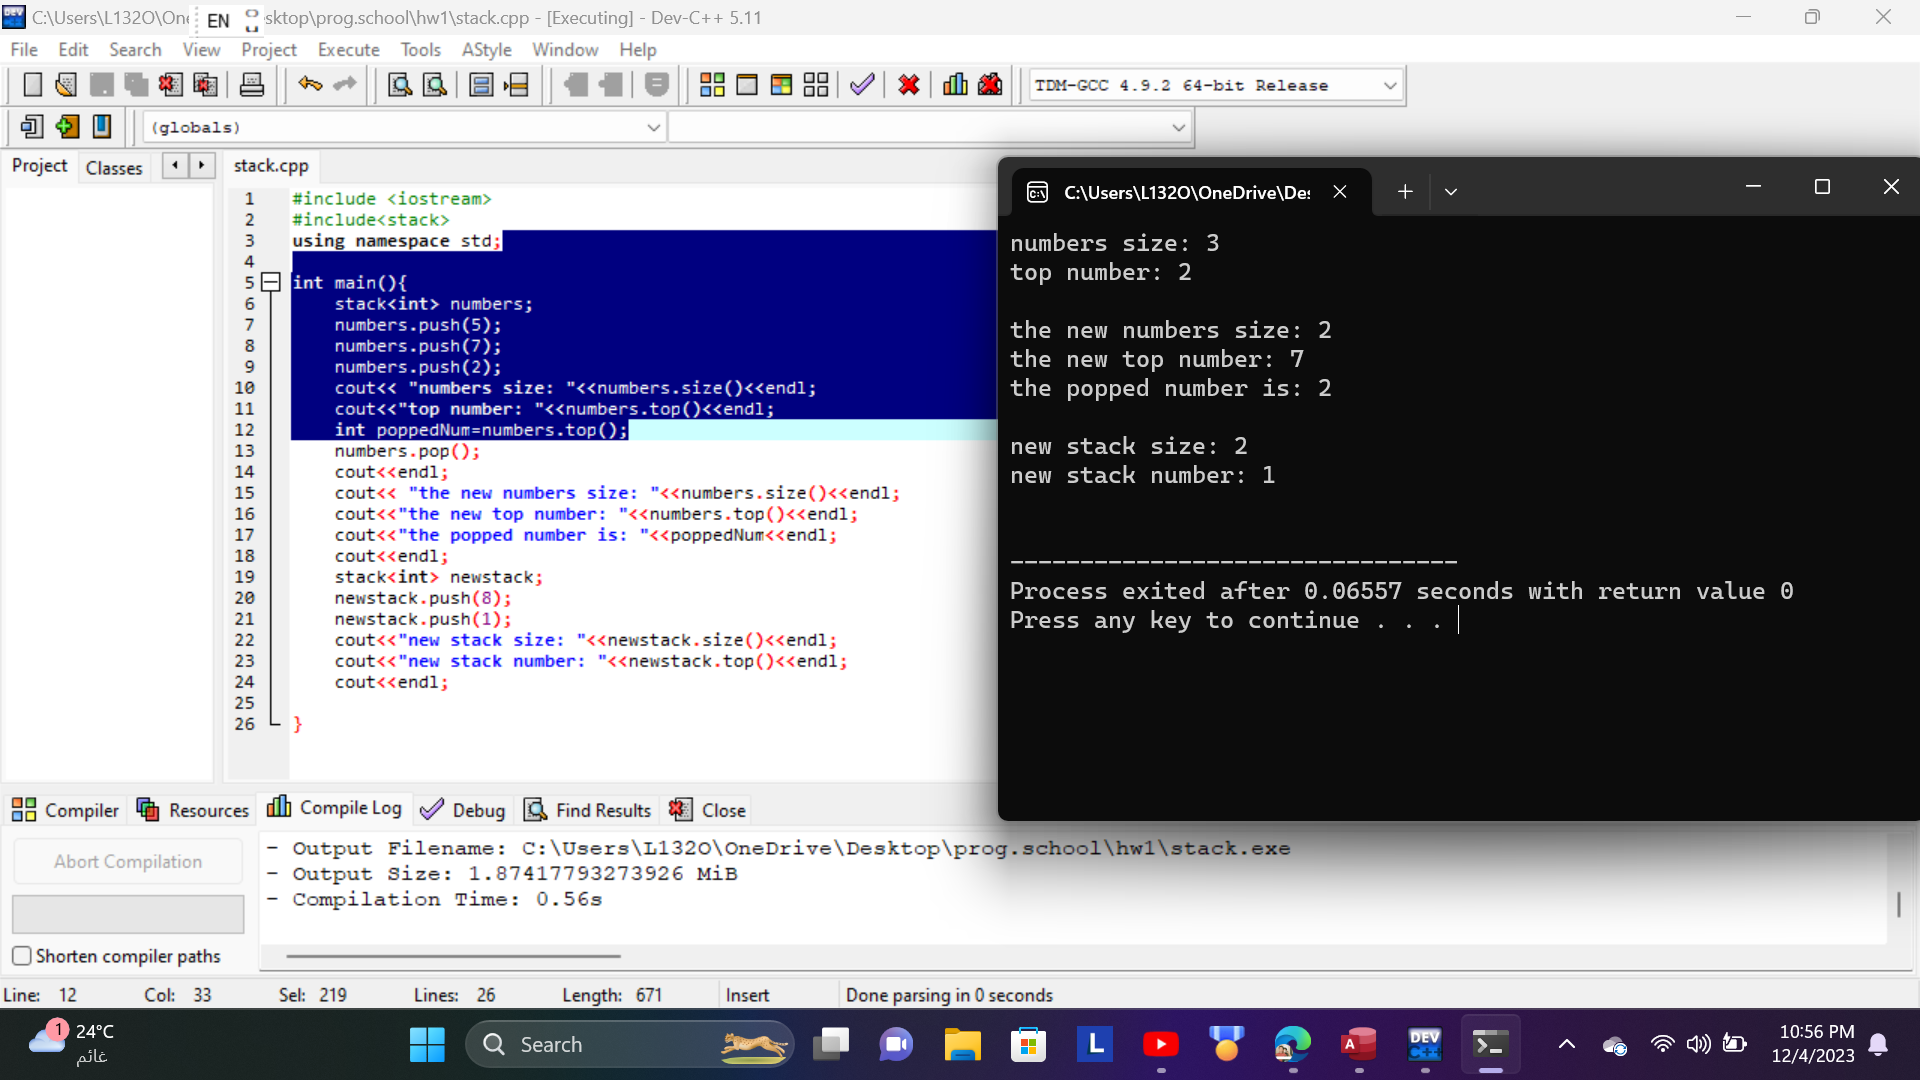 C:\Users\L132O\One
EN
sktop\prog.school\hw1\stack.cpp - [Executing] - Dev-C++ 5.11
File Edit Search View Project Execute Tools AStyle Window Help
TDM-GCC 4.9.2 64-bit Release
(globals)
Project Classes
stack.cpp
1 #include <iostream>
2 #include<stack>
3 using namespace std;
4
5 int main(){
6 stack<int> numbers;
7 numbers.push(5);
8 numbers.push(7);
9 numbers.push(2);
10 cout<< "numbers size: "<<numbers.size()<<endl;
11 cout<<"top number: "<<numbers.top()<<endl;
12 int poppedNum=numbers.top();
13 numbers.pop();
14 cout<<endl;
15 cout<< "the new numbers size: "<<numbers.size()<<endl;
16 cout<<"the new top number: "<<numbers.top()<<endl;
17 cout<<"the popped number is: "<<poppedNum<<endl;
18 cout<<endl;
19 stack<int> newstack;
20 newstack.push(8);
21 newstack.push(1);
22 cout<<"new stack size: "<<newstack.size()<<endl;
23 cout<<"new stack number: "<<newstack.top()<<endl;
24 cout<<endl;
25
26 }
C:\Users\L132O\OneDrive\Des
numbers size: 3
top number: 2
the new numbers size: 2
the new top number: 7
the popped number is: 2
new stack size: 2
new stack number: 1
--------------------------------
Process exited after 0.06557 seconds with return value 0
Press any key to continue . . .
Compiler Resources Compile Log Debug Find Results Close
Abort Compilation
Shorten compiler paths
- Output Filename: C:\Users\L132O\OneDrive\Desktop\prog.school\hw1\stack.exe
- Output Size: 1.87417793273926 MiB
- Compilation Time: 0.56s
Line: 12 Col: 33 Sel: 219 Lines: 26 Length: 671 Insert Done parsing in 0 seconds
1
24°C
غائم
Search
L
A
DEV
C++
10:56 PM
12/4/2023